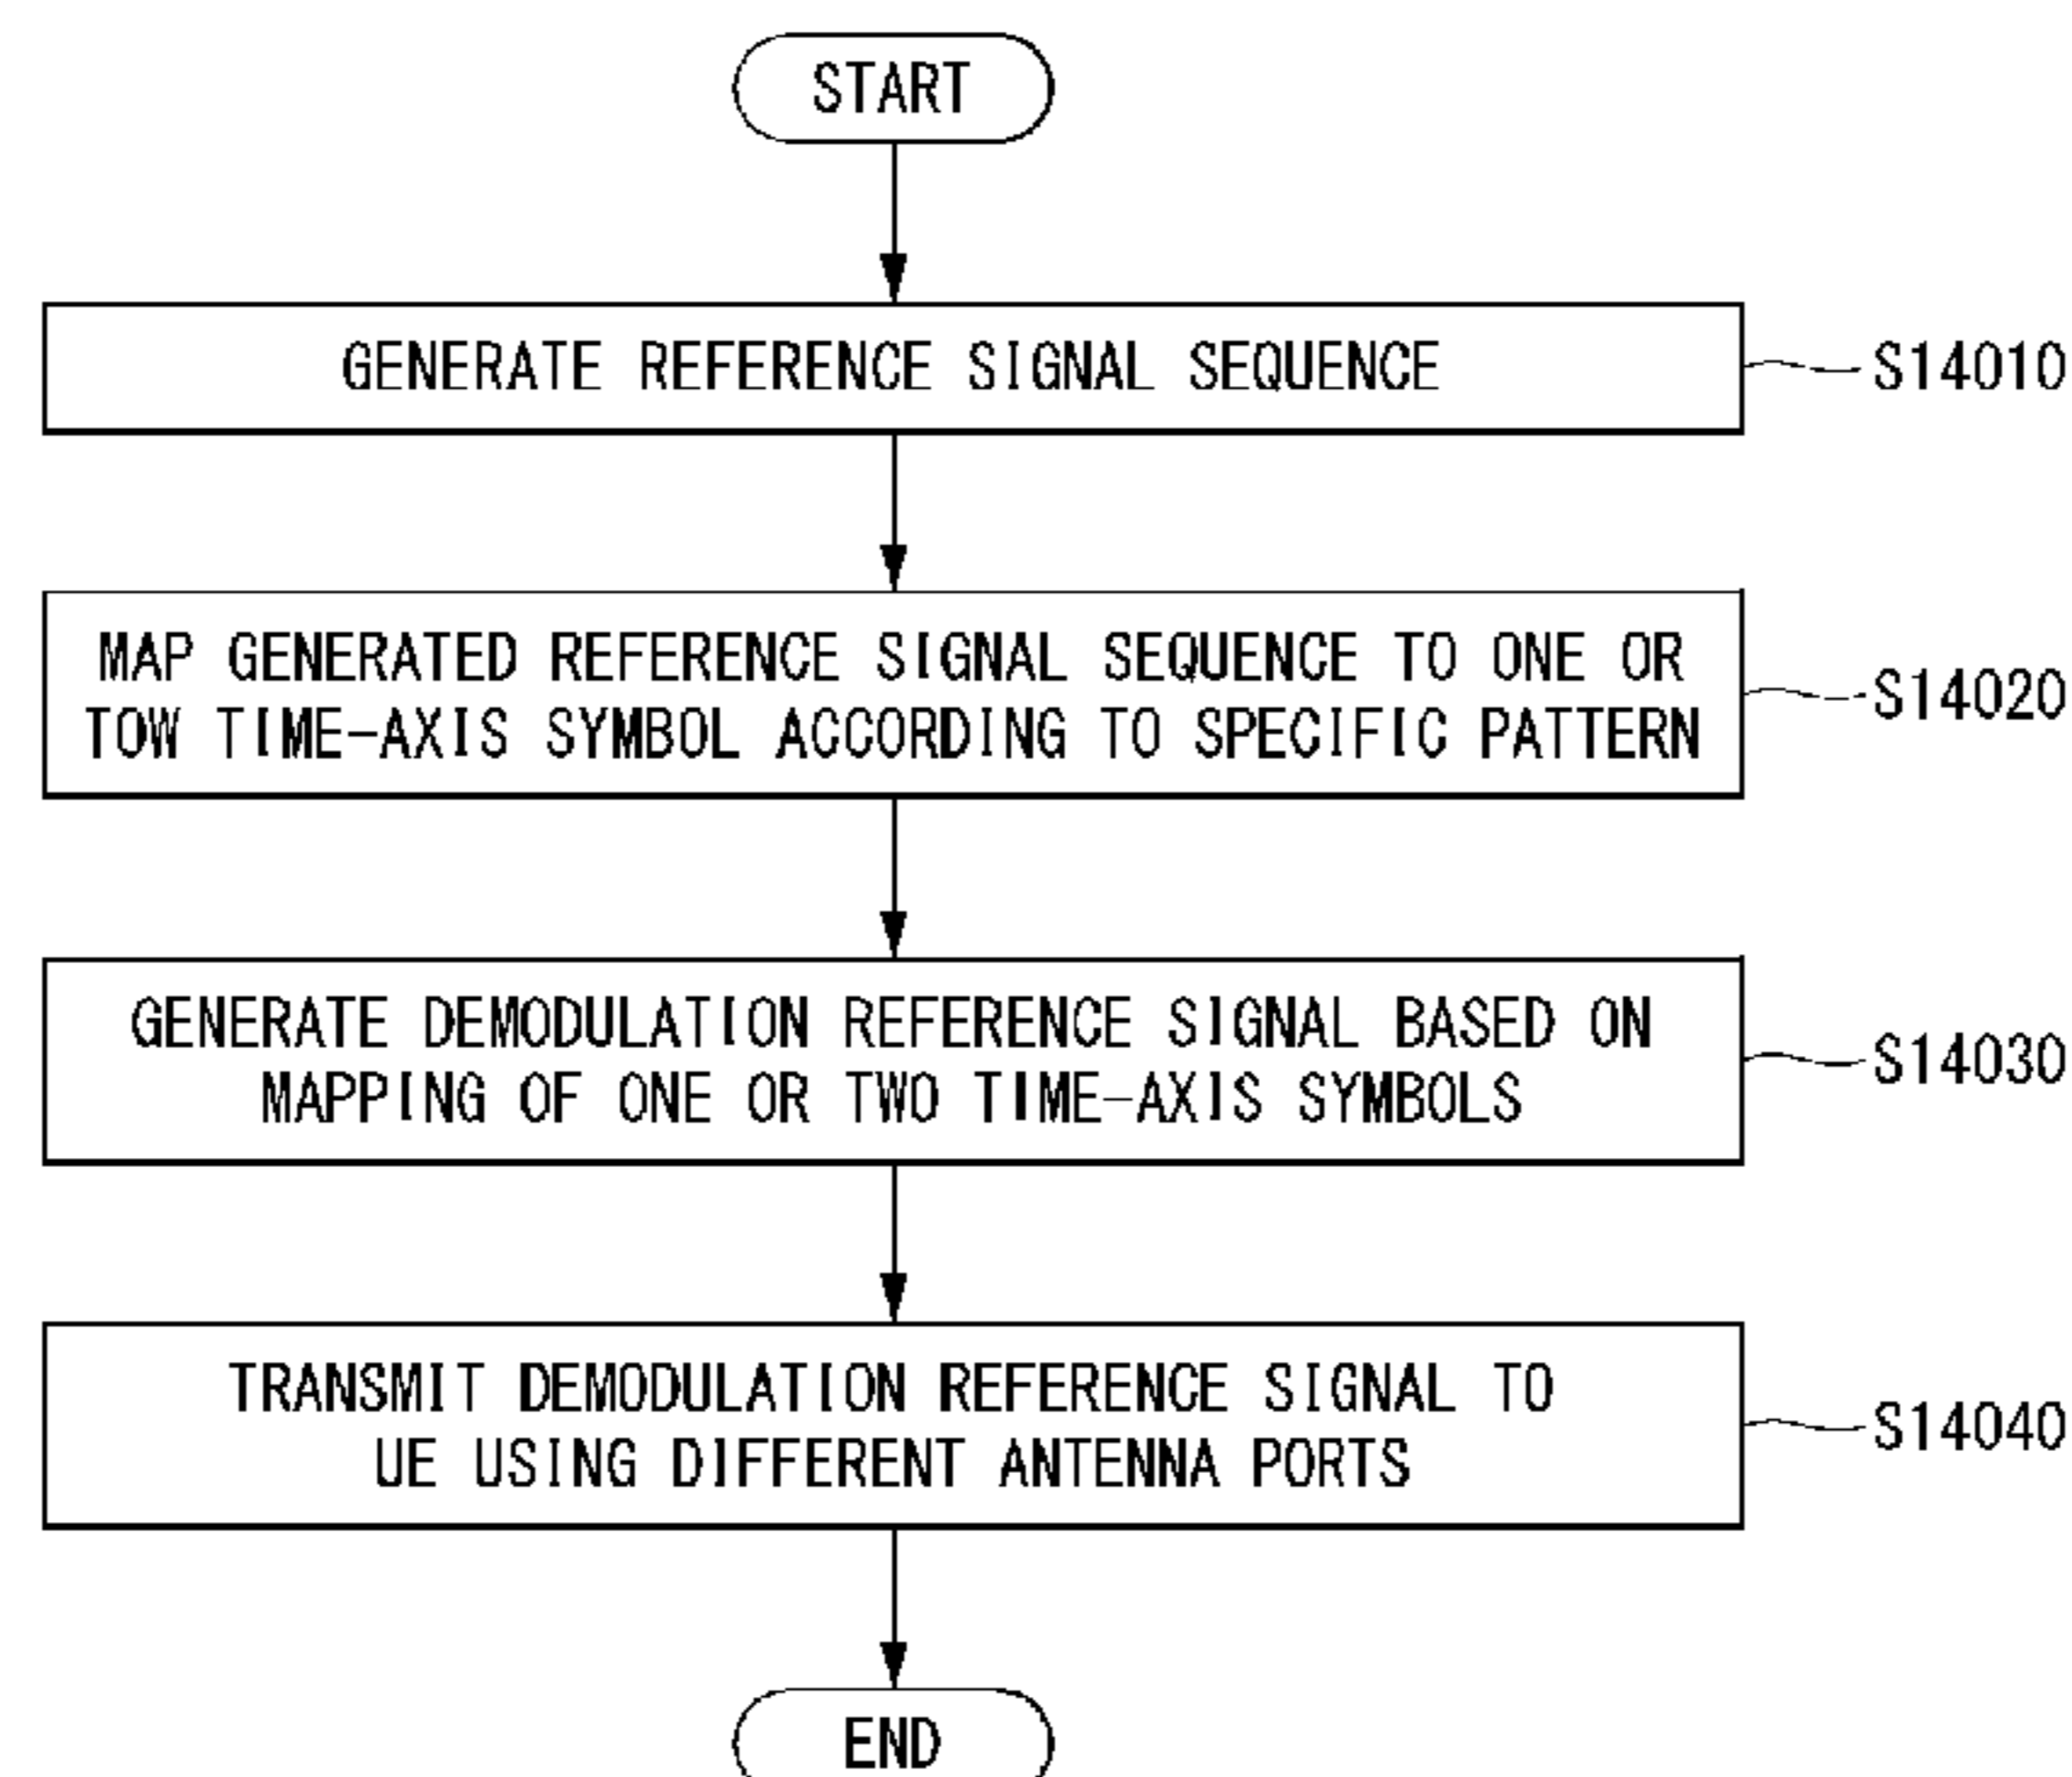 START
GENERATE REFERENCE SIGNAL SEQUENCE
S14010
MAP GENERATED REFERENCE SIGNAL SEQUENCE TO ONE OR
TOW TIME-AXIS SYMBOL ACCORDING TO SPECIFIC PATTERN
S14020
GENERATE DEMODULATION REFERENCE SIGNAL BASED ON
MAPPING OF ONE OR TWO TIME-AXIS SYMBOLS
S14030
TRANSMIT DEMODULATION REFERENCE SIGNAL TO
UE USING DIFFERENT ANTENNA PORTS
S14040
END